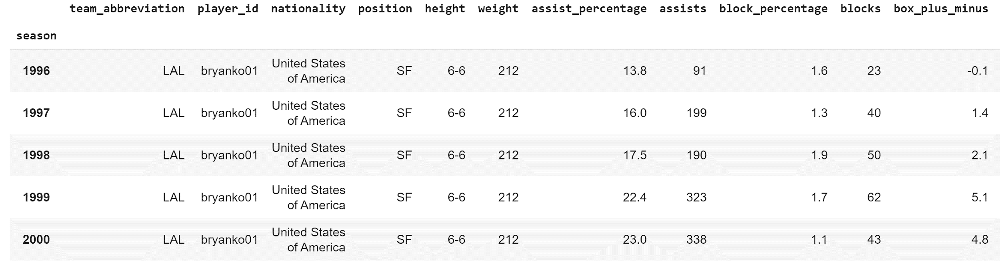 team_abbreviation player_id nationality position height weight assist_percentage assists block_percentage blocks box_plus_minus
season
1996 LAL bryanko01 United States of America SF 6-6 212 13.8 91 1.6 23 -0.1
1997 LAL bryanko01 United States of America SF 6-6 212 16.0 199 1.3 40 1.4
1998 LAL bryanko01 United States of America SF 6-6 212 17.5 190 1.9 50 2.1
1999 LAL bryanko01 United States of America SF 6-6 212 22.4 323 1.7 62 5.1
2000 LAL bryanko01 United States of America SF 6-6 212 23.0 338 1.1 43 4.8